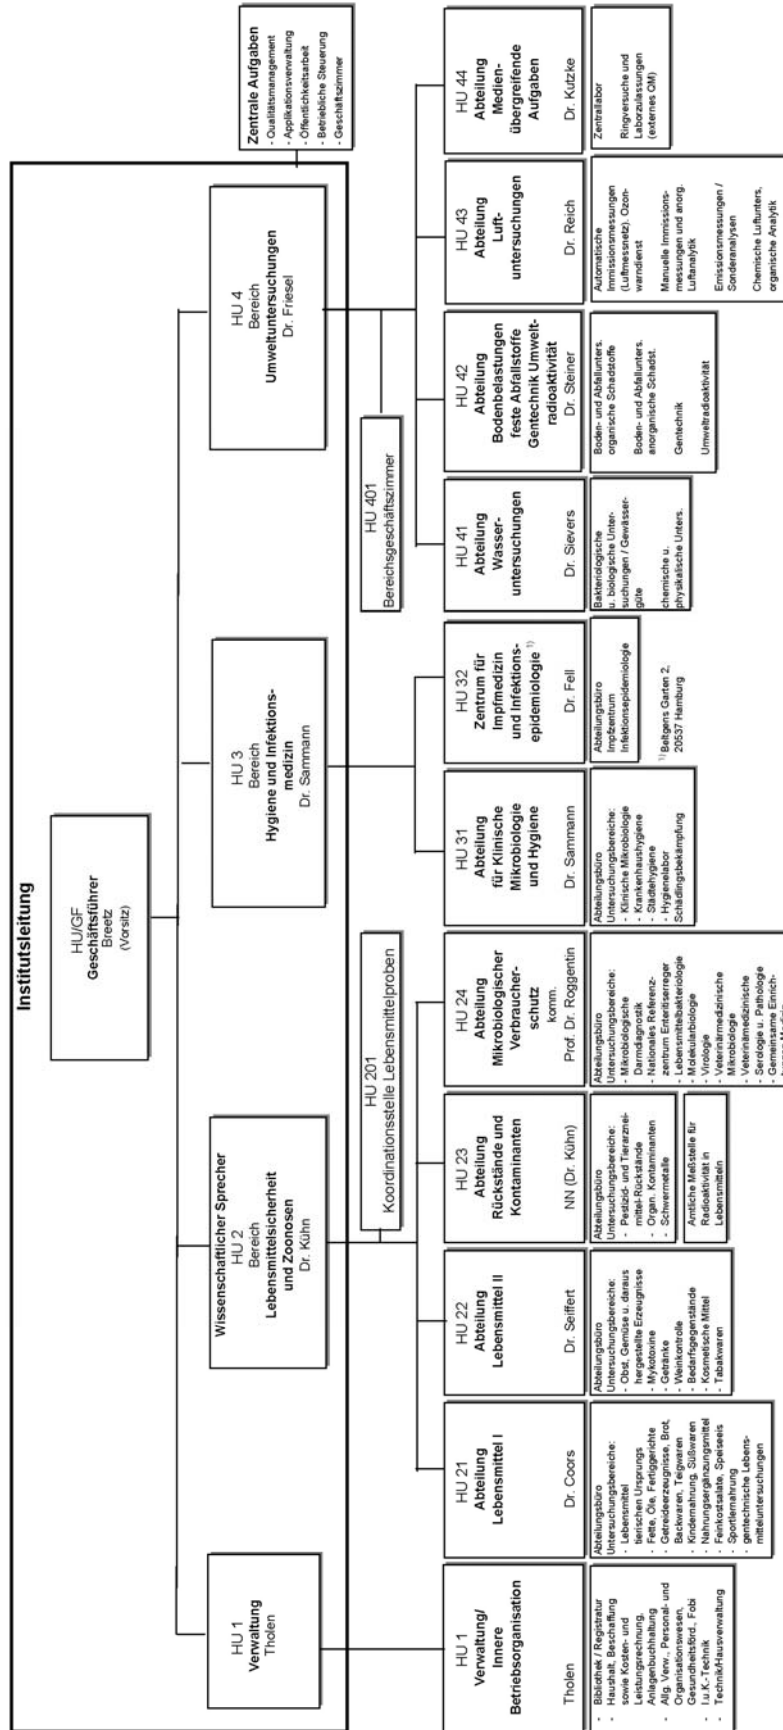 Institutsleitung
HU/GF
Geschäftsführer
Breetz
(Vorsitz)
HU 1
Verwaltung
Tholen
Wissenschaftlicher Sprecher
HU 2
Bereich
Lebensmittelsicherheit
und Zoonosen
Dr. Kühn
HU 3
Bereich
Hygiene und Infektions-
medizin
Dr. Sammann
HU 4
Bereich
Umweltuntersuchungen
Dr. Friesel
Zentrale Aufgaben
- Qualitätsmanagement
- Applikationsverwaltung
- Öffentlichkeitsarbeit
- Betriebliche Steuerung
- Geschäftszimmer
HU 201
Koordinationsstelle Lebensmittelproben
HU 401
Bereichsgeschäftszimmer
HU 1
Verwaltung/
Innere
Betriebsorganisation
Tholen
- Bibliothek / Registratur
- Haushalt, Beschaffung
sowie Kosten- und
Leistungsrechnung,
Anlagenbuchhaltung
- Allg. Verw., Personal- und
Organisationswesen,
Gesundheitsförd., Fobi
- I.u.K.-Technik
- Technik/Hausverwaltung
HU 21
Abteilung
Lebensmittel I
Dr. Coors
Abteilungsbüro
Untersuchungsbereiche:
- Lebensmittel
tierischen Ursprungs
- Fette, Öle, Fertiggerichte
- Getreideerzeugnisse, Brot,
Backwaren, Teigwaren
- Kindernahrung, Süßwaren
- Nahrungsergänzungsmittel
- Feinkostsalate, Speiseeis
- Sportlernahrung
- gentechnische Lebens-
mitteluntersuchungen
HU 22
Abteilung
Lebensmittel II
Dr. Seiffert
Abteilungsbüro
Untersuchungsbereiche:
- Obst, Gemüse u. daraus
hergestellte Erzeugnisse
- Mykotoxine
- Getränke
- Weinkontrolle
- Bedarfsgegenstände
- Kosmetische Mittel
- Tabakwaren
HU 23
Abteilung
Rückstände und
Kontaminanten
NN (Dr. Kühn)
Abteilungsbüro
Untersuchungsbereiche:
- Pestizid- und Tierarznei-
mittel-Rückstände
- Organ. Kontaminanten
- Schwermetalle
Amtliche Meßstelle für
Radioaktivität in
Lebensmitteln
HU 24
Abteilung
Mikrobiologischer
Verbraucher-
schutz
komm.
Prof. Dr. Roggentin
Abteilungsbüro
Untersuchungsbereiche:
- Mikrobiologische
Darmdiagnostik
- Nationales Referenz-
zentrum Enteritiserreger
- Lebensmittelbakteriologie
- Molekularbiologie
- Virologie
- Veterinärmedizinische
Mikrobiologie
- Veterinämedizinische
- Serologie u. Pathologie
- Gemeinsame Einrich-
HU 31
Abteilung
für Klinische
Mikrobiologie
und Hygiene
Dr. Sammann
Abteilungsbüro
Untersuchungsbereiche:
- Klinische Mikrobiologie
- Krankenhaushygiene
- Städtehygiene
- Hygienelabor
Schädlingsbekämpfung
HU 32
Zentrum für
Impfmedizin
und Infektions-
epidemiologie 1)
Dr. Fell
Abteilungsbüro
Impfzentrum
Infektionsepidemiologie
1) Beltgens Garten 2,
20537 Hamburg
HU 41
Abteilung
Wasser-
untersuchungen
Dr. Sievers
Bakteriologische
u. biologische Unter-
suchungen / Gewässer-
güte
chemische u.
physikalische Unters.
HU 42
Abteilung
Bodenbelastungen
feste Abfallstoffe
Gentechnik Umwelt-
radioaktivität
Dr. Steiner
Boden- und Abfallunters.
organische Schadstoffe
Boden- und Abfallunters.
anorganische Schadst.
Gentechnik
Umweltradioaktivität
HU 43
Abteilung
Luft-
untersuchungen
Dr. Reich
Automatische
Immissionsmessungen
(Luftmessnetz). Ozon-
warndienst
Manuelle Immissions-
messungen und anorg.
Luftanalytik
Emissionsmessungen /
Sonderanalysen
Chemische Luftunters,
organische Analytik
HU 44
Abteilung
Medien-
übergreifende
Aufgaben
Dr. Kutzke
Zentrallabor
Ringversuche und
Laborzulassungen
(externes QM)